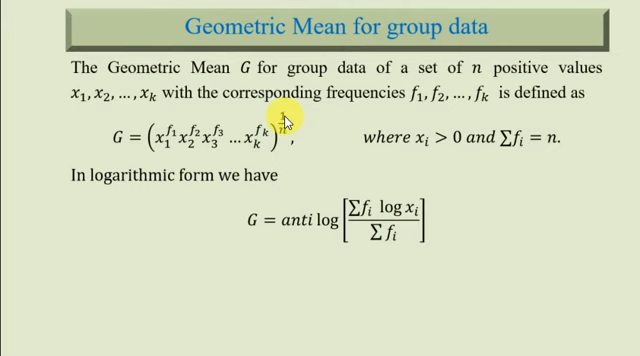 Geometric Mean for group data
The Geometric Mean G for group data of a set of n positive values
x₁, x₂, …, xₖ with the corresponding frequencies f₁, f₂, …, fₖ is defined as
G = (x₁^f₁ x₂^f₂ x₃^f₃ … xₖ^fₖ)^(1/n), where xᵢ > 0 and Σfᵢ = n.
In logarithmic form we have
G = anti log [Σfᵢ log xᵢ / Σ fᵢ]